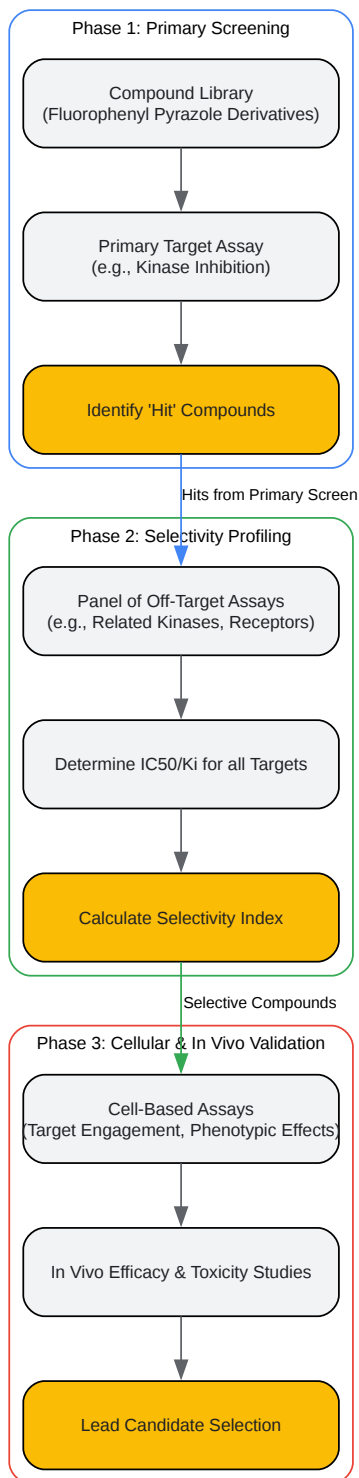 Phase 1: Primary Screening
Compound Library
(Fluorophenyl Pyrazole Derivatives)
Primary Target Assay
(e.g., Kinase Inhibition)
Identify 'Hit' Compounds
Hits from Primary Screen
Phase 2: Selectivity Profiling
Panel of Off-Target Assays
(e.g., Related Kinases, Receptors)
Determine IC50/Ki for all Targets
Calculate Selectivity Index
Selective Compounds
Phase 3: Cellular & In Vivo Validation
Cell-Based Assays
(Target Engagement, Phenotypic Effects)
In Vivo Efficacy & Toxicity Studies
Lead Candidate Selection